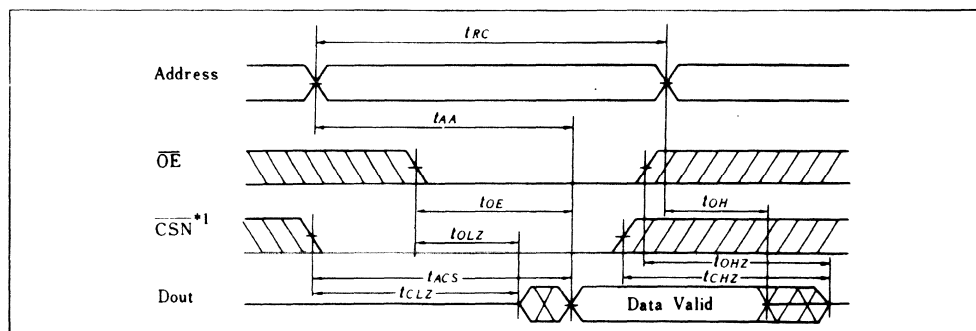 tRC
Address
tAA
OE
tOE
tOH
CSN*1
tOLZ
tOHZ
tACS
tCHZ
tCLZ
Dout
Data Valid